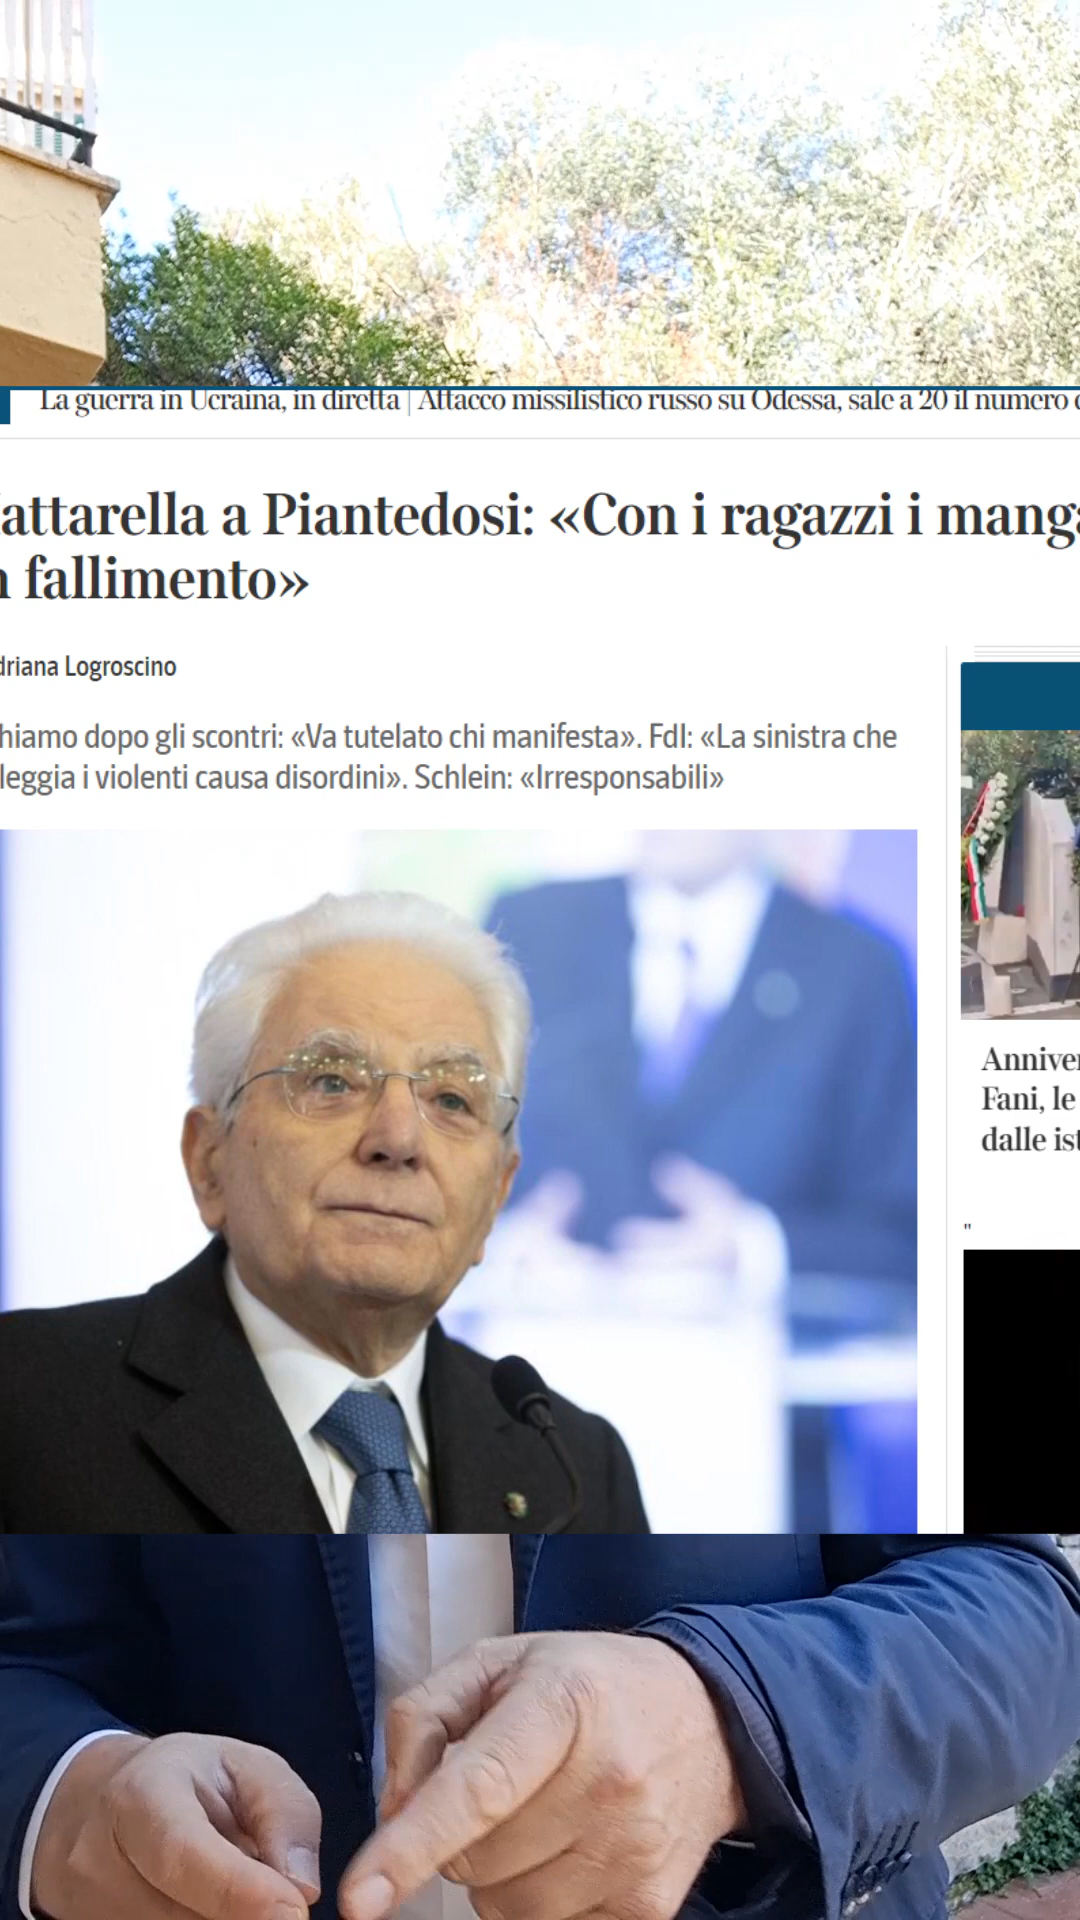 La guerra in Ucraina, in diretta | Attacco missilistico russo su Odessa, sale a 20 il numero
attarella a Piantedosi: «Con i ragazzi i manga
fallimento»
driana Logroscino
hiamo dopo gli scontri: «Va tutelato chi manifesta». FdI: «La sinistra che
leggia i violenti causa disordini». Schlein: «Irresponsabili»
Anniver
Fani, le
dalle ist
"